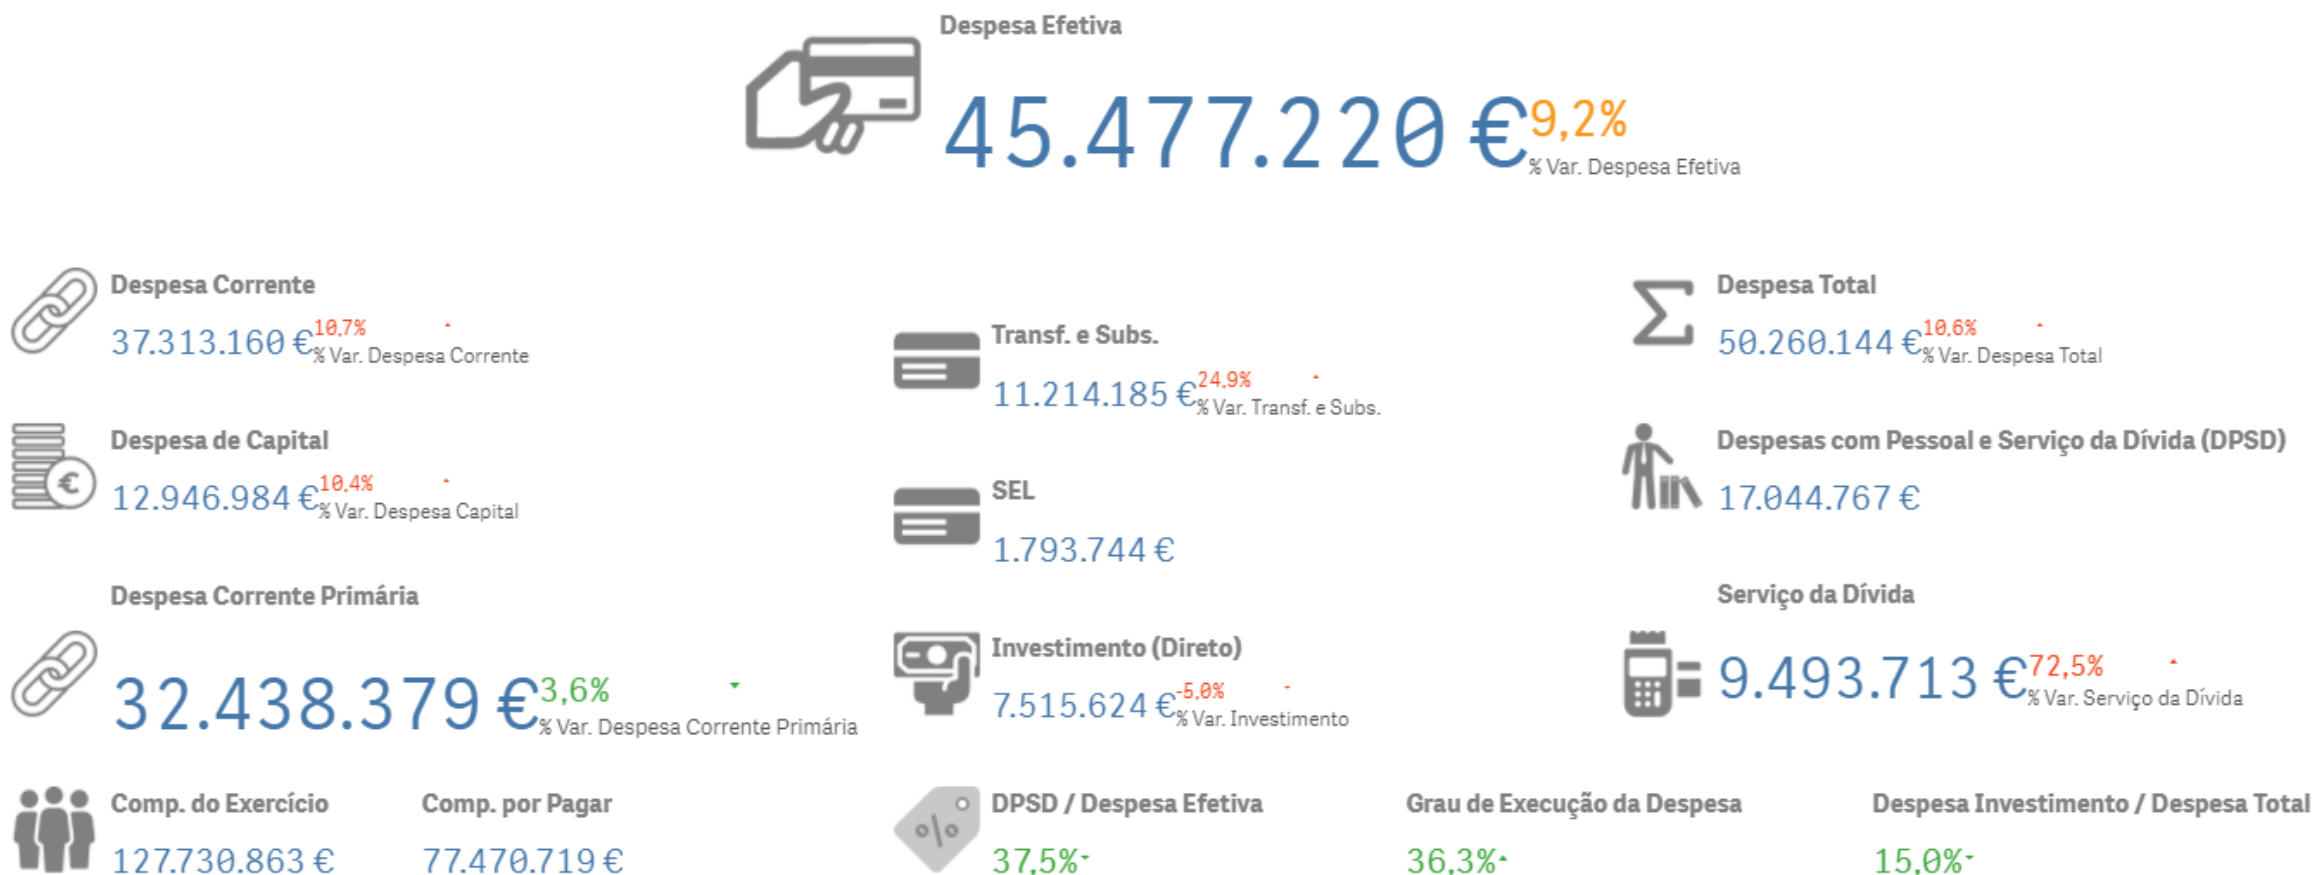 Despesa Efetiva
45.477.220 €
9,2%
% Var. Despesa Efetiva
Despesa Corrente
37.313.160 €
10,7%
% Var. Despesa Corrente
Transf. e Subs.
11.214.185 €
24,9%
% Var. Transf. e Subs.
Despesa Total
50.260.144 €
10,6%
% Var. Despesa Total
Despesa de Capital
12.946.984 €
10,4%
% Var. Despesa Capital
SEL
1.793.744 €
Despesas com Pessoal e Serviço da Dívida (DPSD)
17.044.767 €
Despesa Corrente Primária
32.438.379 €
3,6%
% Var. Despesa Corrente Primária
Investimento (Direto)
7.515.624 €
-5,0%
% Var. Investimento
Serviço da Dívida
9.493.713 €
72,5%
% Var. Serviço da Dívida
Comp. do Exercício
127.730.863 €
Comp. por Pagar
77.470.719 €
DPSD / Despesa Efetiva
37,5%
Grau de Execução da Despesa
36,3%
Despesa Investimento / Despesa Total
15,0%